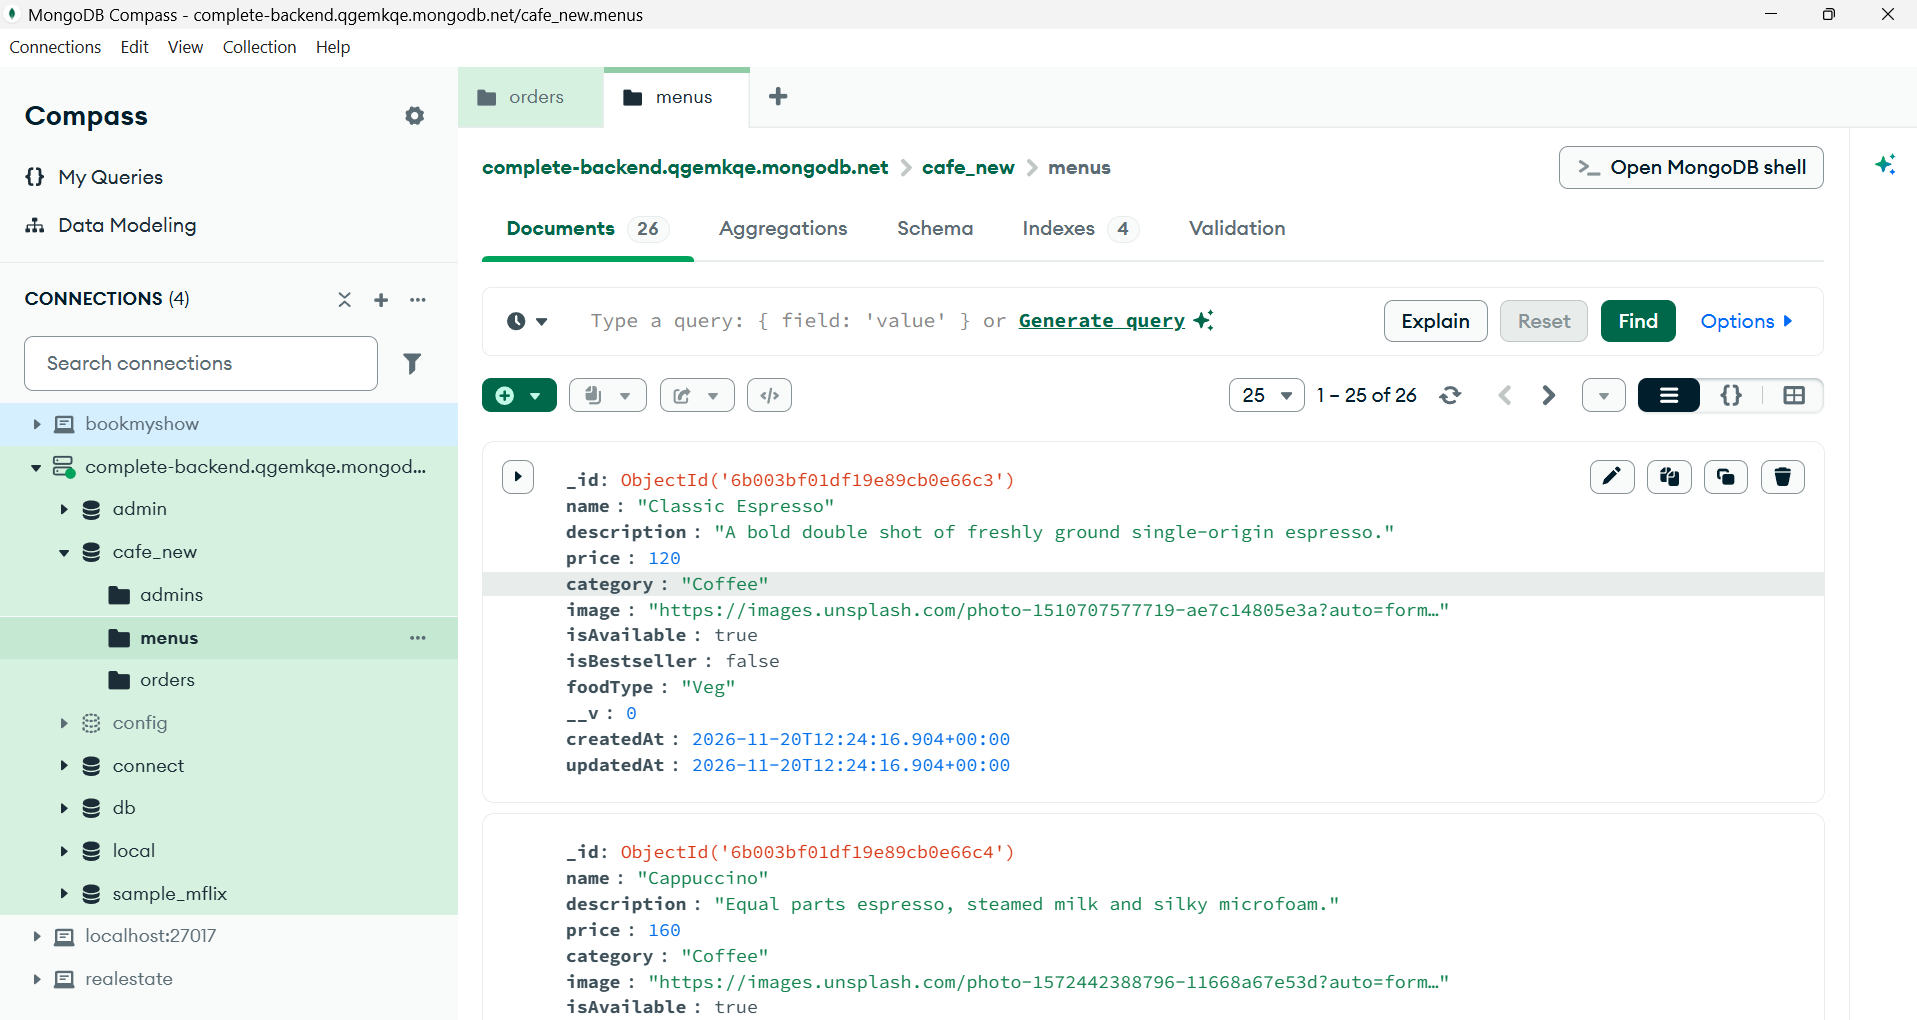 MongoDB Compass - complete-backend.qgemkqe.mongodb.net/cafe_new.menus
Connections Edit View Collection Help
Compass
My Queries
Data Modeling
CONNECTIONS (4)
Search connections
bookmyshow
complete-backend.qgemkqe.mongod...
admin
cafe_new
admins
menus
orders
config
connect
db
local
sample_mflix
localhost:27017
realestate
orders
menus
complete-backend.qgemkqe.mongodb.net > cafe_new > menus
>_ Open MongoDB shell
Documents 26 Aggregations Schema Indexes 4 Validation
Type a query: { field: 'value' } or Generate query
Explain Reset Find Options
25 1 – 25 of 26
_id: ObjectId('6b003bf01df19e89cb0e66c3')
name : "Classic Espresso"
description : "A bold double shot of freshly ground single-origin espresso."
price : 120
category : "Coffee"
image : "https://images.unsplash.com/photo-1510707577719-ae7c14805e3a?auto=form…"
isAvailable : true
isBestseller : false
foodType : "Veg"
__v : 0
createdAt : 2026-11-20T12:24:16.904+00:00
updatedAt : 2026-11-20T12:24:16.904+00:00
_id: ObjectId('6b003bf01df19e89cb0e66c4')
name : "Cappuccino"
description : "Equal parts espresso, steamed milk and silky microfoam."
price : 160
category : "Coffee"
image : "https://images.unsplash.com/photo-1572442388796-11668a67e53d?auto=form…"
isAvailable : true